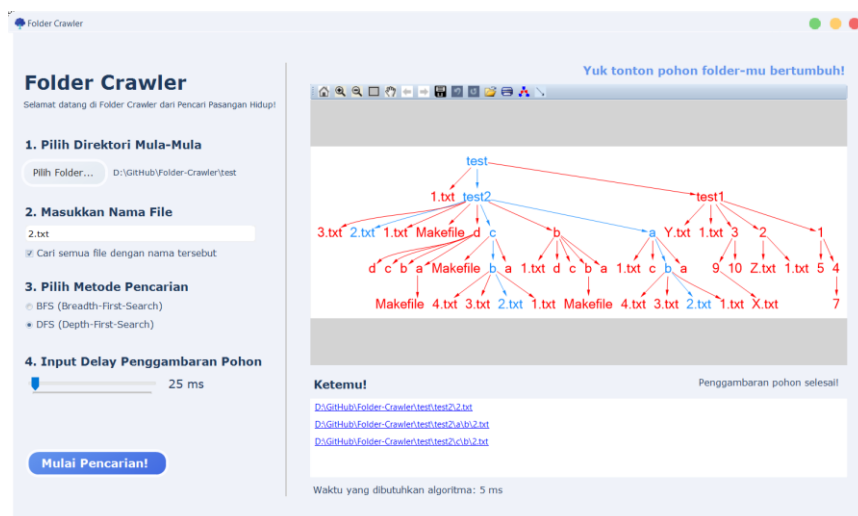 Folder Crawler
Folder Crawler
Selamat datang di Folder Crawler dari Pencari Pasangan Hidup!
1. Pilih Direktori Mula-Mula
Pilih Folder... D:\GitHub\Folder-Crawler\test
2. Masukkan Nama File
2.txt
Cari semua file dengan nama tersebut
3. Pilih Metode Pencarian
BFS (Breadth-First-Search)
DFS (Depth-First-Search)
4. Input Delay Penggambaran Pohon
25 ms
Mulai Pencarian!
Yuk tonton pohon folder-mu bertumbuh!
test
1.txt test2 test1
3.txt 2.txt 1.txt Makefile d c b a Y.txt 1.txt 3 2 1
d c b a Makefile b a 1.txt d c b a 1.txt c b a 9 10 Z.txt 1.txt 5 4
Makefile 4.txt 3.txt 2.txt 1.txt Makefile 4.txt 3.txt 2.txt 1.txt X.txt 7
Ketemu! Penggambaran pohon selesai!
D:\GitHub\Folder-Crawler\test\test2\2.txt
D:\GitHub\Folder-Crawler\test\test2\a\b\2.txt
D:\GitHub\Folder-Crawler\test\test2\c\b\2.txt
Waktu yang dibutuhkan algoritma: 5 ms